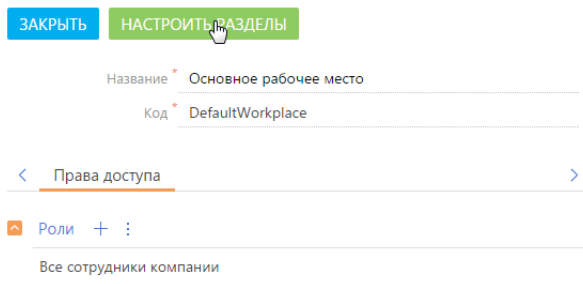 ЗАКРЫТЬ НАСТРОИТЬ РАЗДЕЛЫ
Название * Основное рабочее место
Код * DefaultWorkplace
Права доступа
Роли
Все сотрудники компании